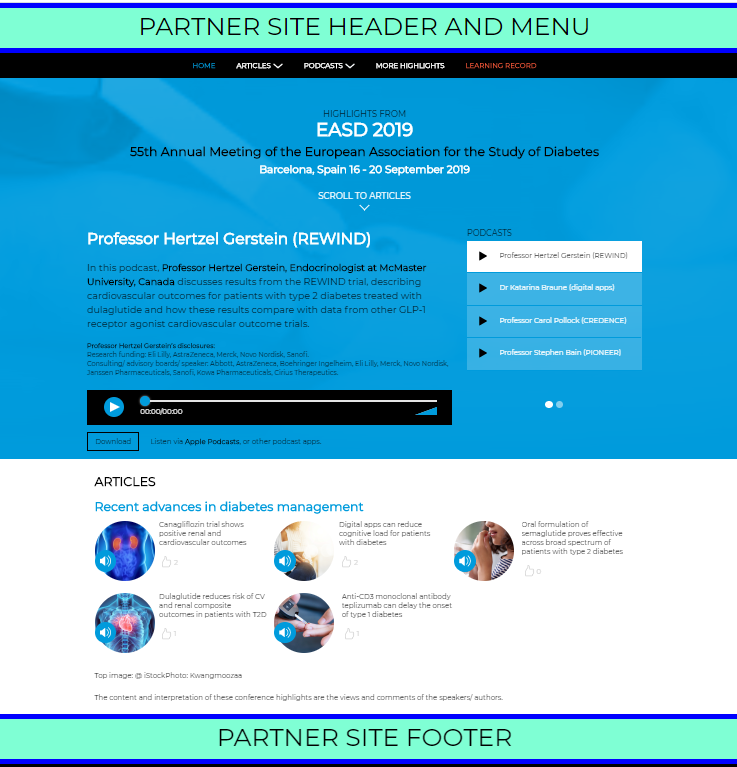 PARTNER SITE HEADER AND MENU
HOME ARTICLES PODCASTS MORE HIGHLIGHTS LEARNING RECORD
HIGHLIGHTS FROM
EASD 2019
55th Annual Meeting of the European Association for the Study of Diabetes
Barcelona, Spain 16 - 20 September 2019
SCROLL TO ARTICLES
Professor Hertzel Gerstein (REWIND)
In this podcast, Professor Hertzel Gerstein, Endocrinologist at McMaster
University, Canada discusses results from the REWIND trial, describing
cardiovascular outcomes for patients with type 2 diabetes treated with
dulaglutide and how these results compare with data from other GLP-1
receptor agonist cardiovascular outcome trials.
Professor Hertzel Gerstein's disclosures:
Research funding: Eli Lilly, AstraZeneca, Merck, Novo Nordisk, Sanofi.
Consulting/ advisory boards/ speaker: Abbott, AstraZeneca, Boehringer Ingelheim, Eli Lilly, Merck, Novo Nordisk,
Janssen Pharmaceuticals, Sanofi, Kowa Pharmaceuticals, Cirius Therapeutics.
00:00/00:00
Download Listen via Apple Podcasts, or other podcast apps.
PODCASTS
Professor Hertzel Gerstein (REWIND)
Dr Katarina Braune (digital apps)
Professor Carol Pollock (CREDENCE)
Professor Stephen Bain (PIONEER)
ARTICLES
Recent advances in diabetes management
Canagliflozin trial shows
positive renal and
cardiovascular outcomes
2
Digital apps can reduce
cognitive load for patients
with diabetes
2
Oral formulation of
semaglutide proves effective
across broad spectrum of
patients with type 2 diabetes
0
Dulaglutide reduces risk of CV
and renal composite
outcomes in patients with T2D
1
Anti-CD3 monoclonal antibody
teplizumab can delay the onset
of type 1 diabetes
1
Top image: @ iStockPhoto: Kwangmoozaa
The content and interpretation of these conference highlights are the views and comments of the speakers/ authors.
PARTNER SITE FOOTER